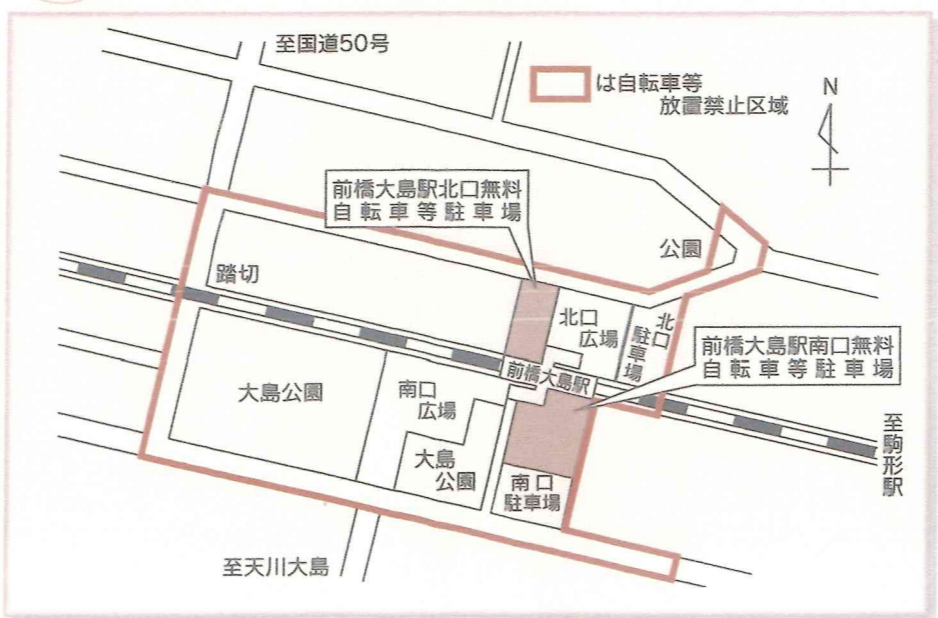 至国道50号
は自転車等
放置禁止区域
N
前橋大島駅北口無料
自転車等駐車場
公園
踏切
北口
広場
北口
駐車場
前橋大島駅南口無料
自転車等駐車場
前橋大島駅
大島公園
南口
広場
大島
公園
南口
駐車場
至駒形駅
至天川大島